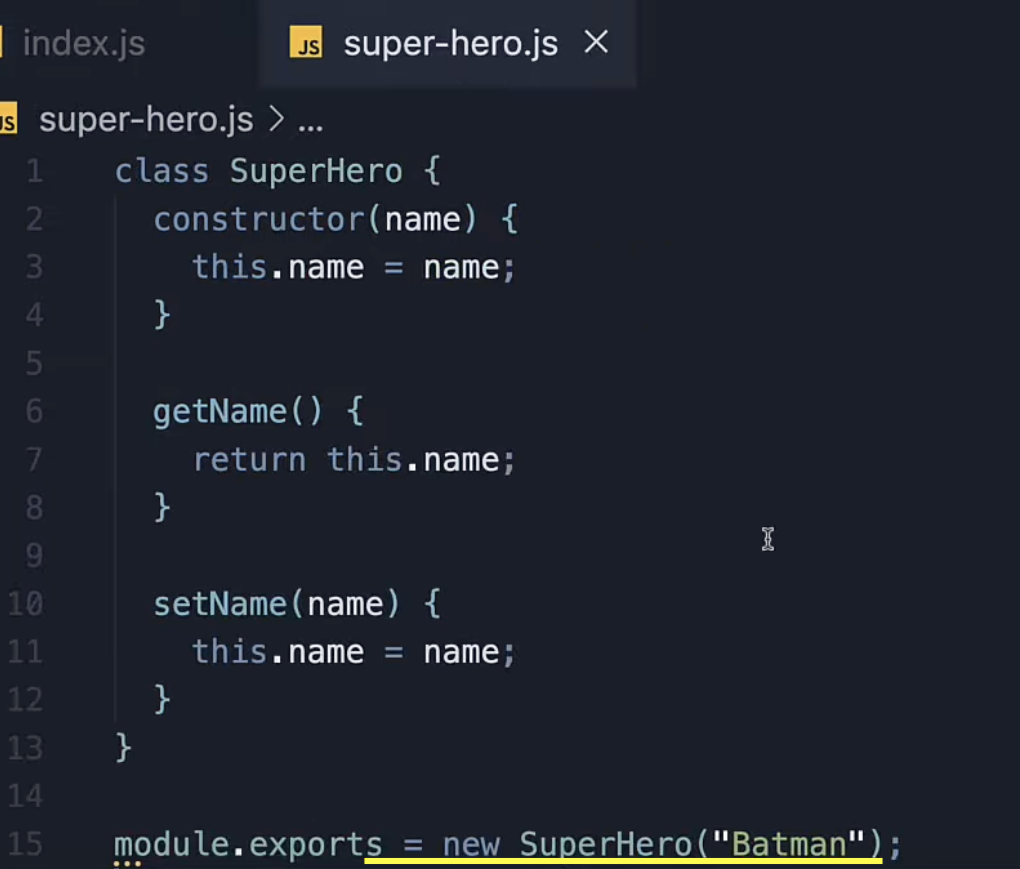 index.js
JS super-hero.js ×
JS super-hero.js > ...
1 class SuperHero {
2 constructor(name) {
3 this.name = name;
4 }
5
6 getName() {
7 return this.name;
8 }
9
10 setName(name) {
11 this.name = name;
12 }
13 }
14
15 module.exports = new SuperHero("Batman");